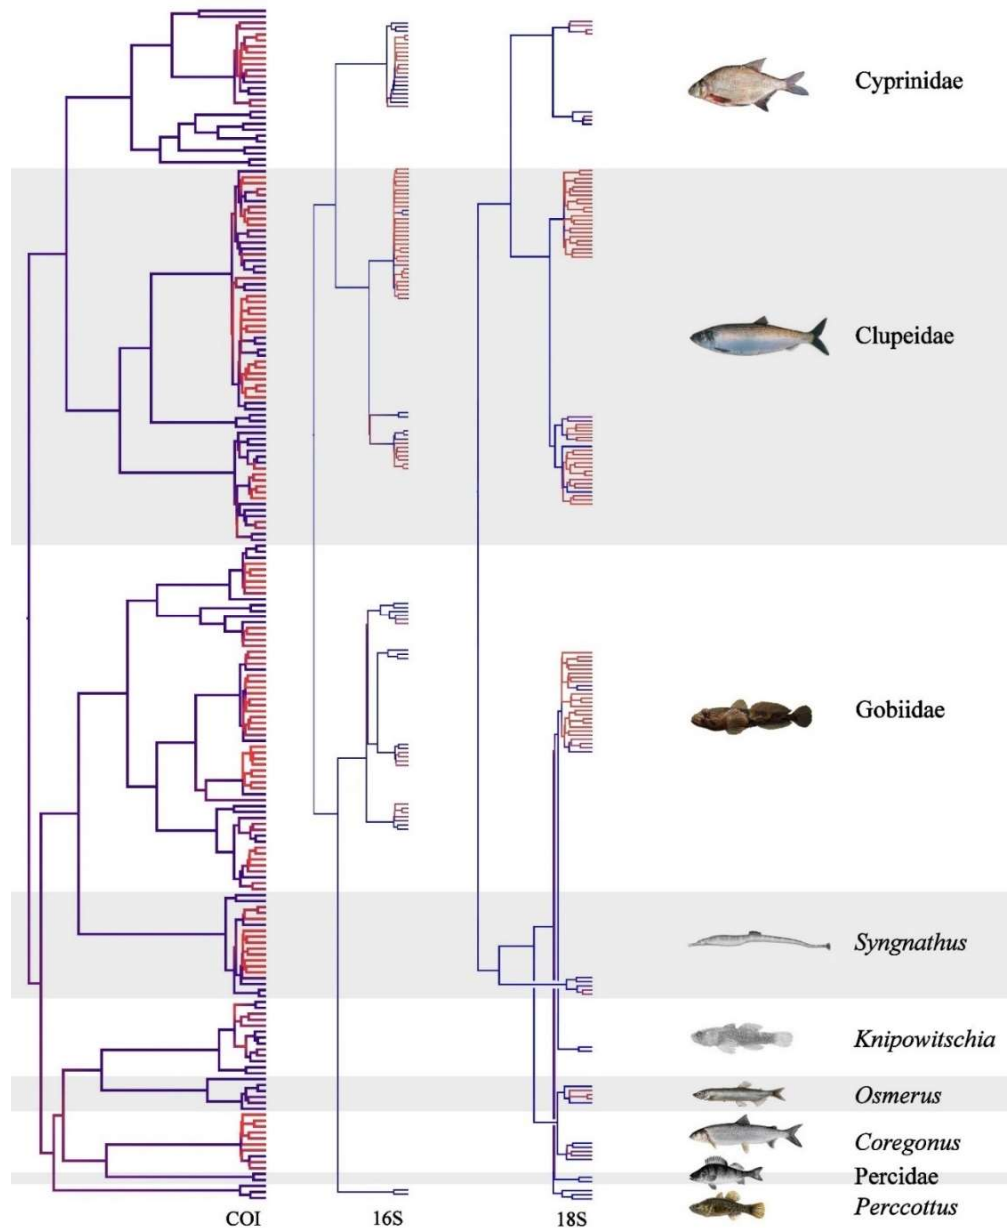 Cyprinidae
Clupeidae
Gobiidae
Syngnathus
Knipowitschia
Osmerus
Coregonus
Percidae
Perccottus
COI 16S 18S